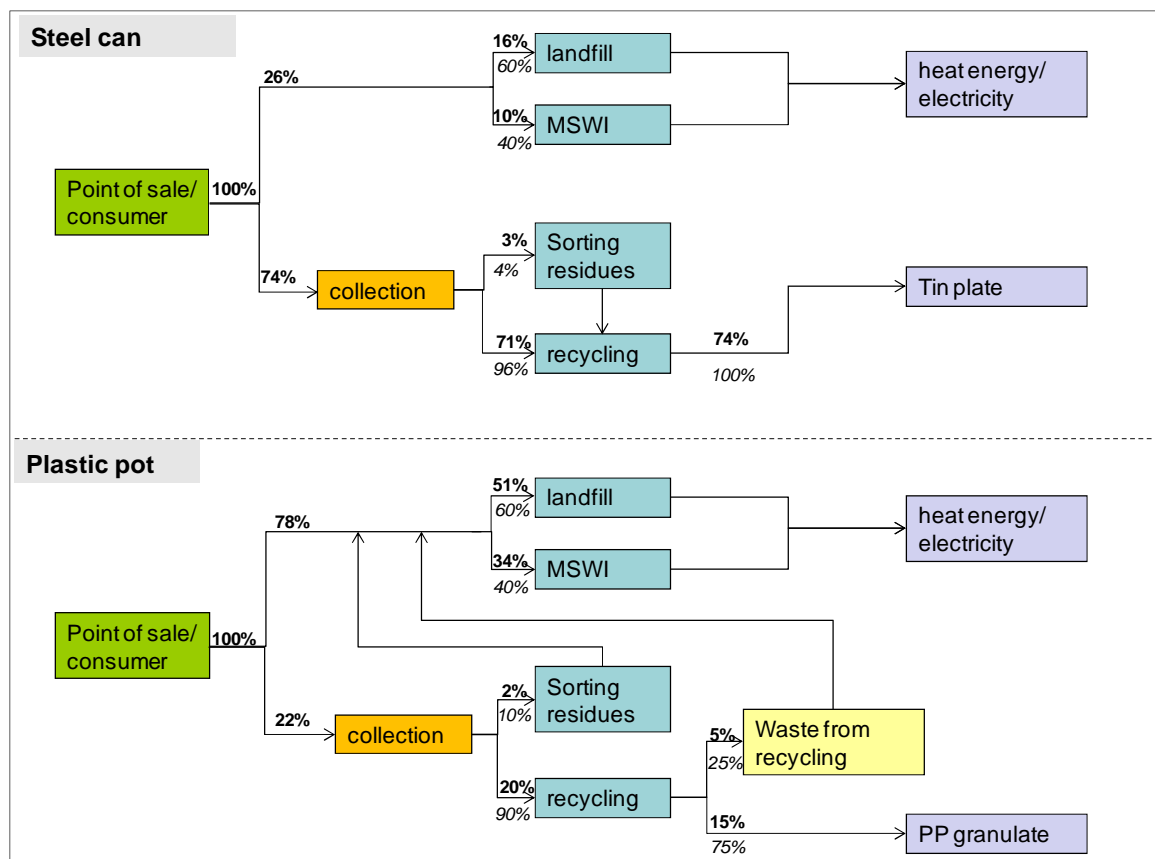 Steel can
16%
landfill
60%
26%
heat energy/
electricity
10%
MSWI
40%
Point of sale/
consumer
100%
3%
Sorting
residues
4%
74%
collection
Tin plate
71%
recycling
96%
74%
100%
Plastic pot
51%
landfill
60%
78%
heat energy/
electricity
34%
MSWI
40%
Point of sale/
consumer
100%
2%
Sorting
residues
10%
22%
collection
5%
Waste from
recycling
25%
20%
recycling
90%
15%
PP granulate
75%